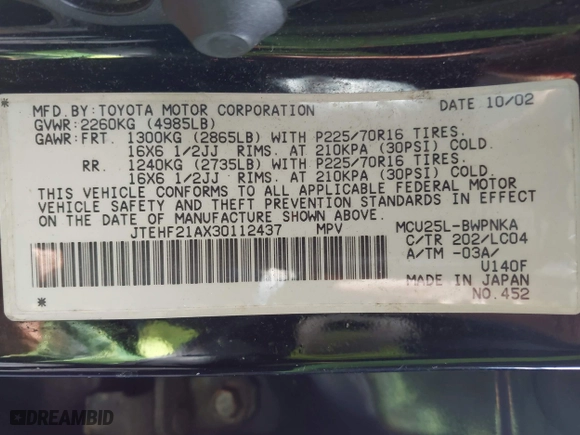 * MFD.BY:TOYOTA MOTOR CORPORATION DATE 10/02
GVWR:2260KG (4985LB)
GAWR:FRT. 1300KG (2865LB) WITH P225/70R16 TIRES.
16X6 1/2JJ RIMS. AT 210KPA (30PSI) COLD.
RR. 1240KG (2735LB) WITH P225/70R16 TIRES.
16X6 1/2JJ RIMS. AT 210KPA (30PSI) COLD.
THIS VEHICLE CONFORMS TO ALL APPLICABLE FEDERAL MOTOR
VEHICLE SAFETY AND THEFT PREVENTION STANDARDS IN EFFECT
ON THE DATE OF MANUFACTURE SHOWN ABOVE.
JTEHF21AX30112437 MPV MCU25L-BWPNKA
C/TR 202/LC04
A/TM -03A/
U140F
MADE IN JAPAN
* NO.452
DREAMBID